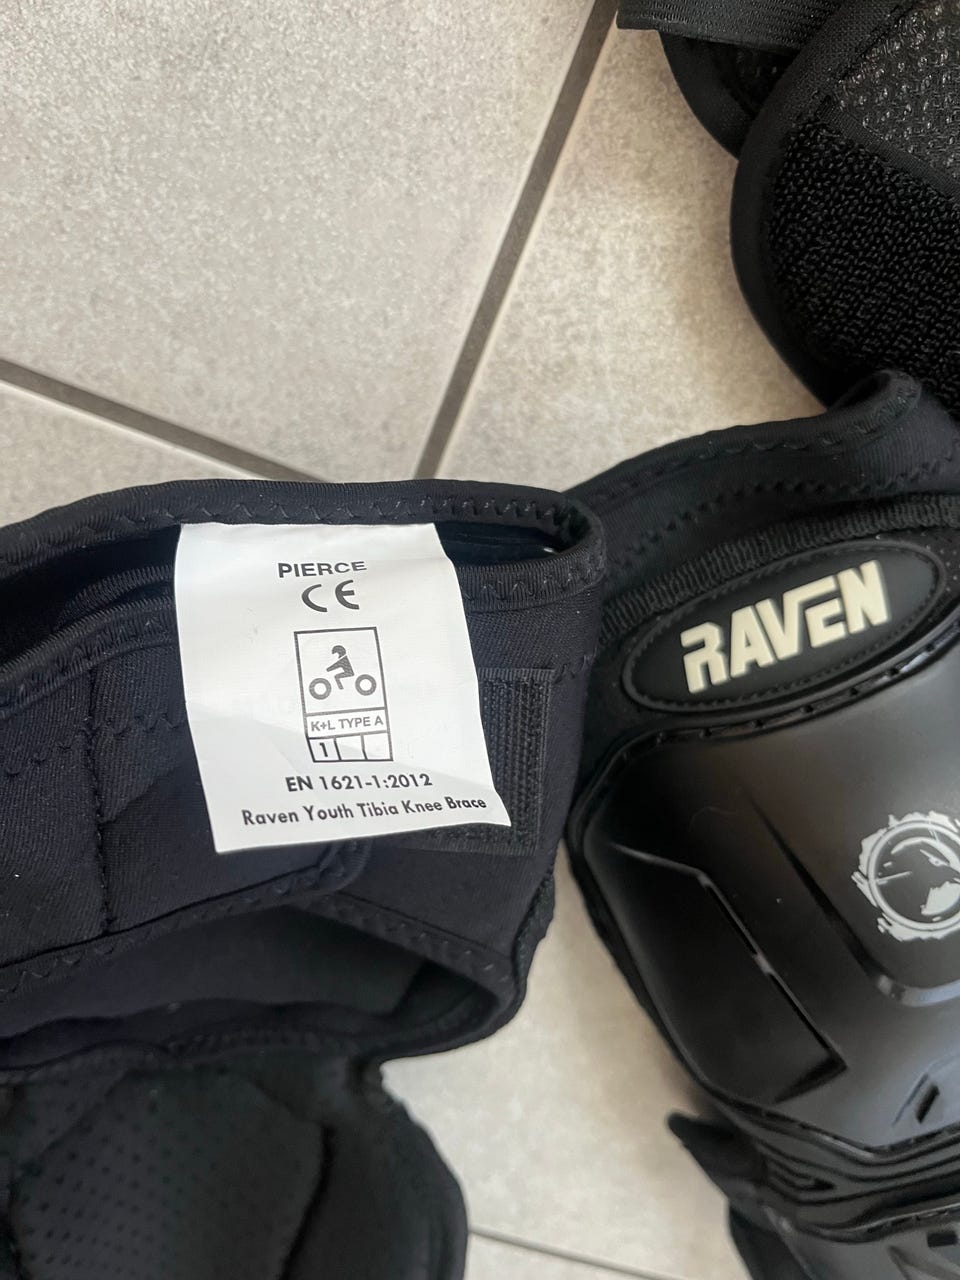 PIERCE
CE
K+L TYPE A
1
EN 1621-1:2012
Raven Youth Tibia Knee Brace
RAVEN